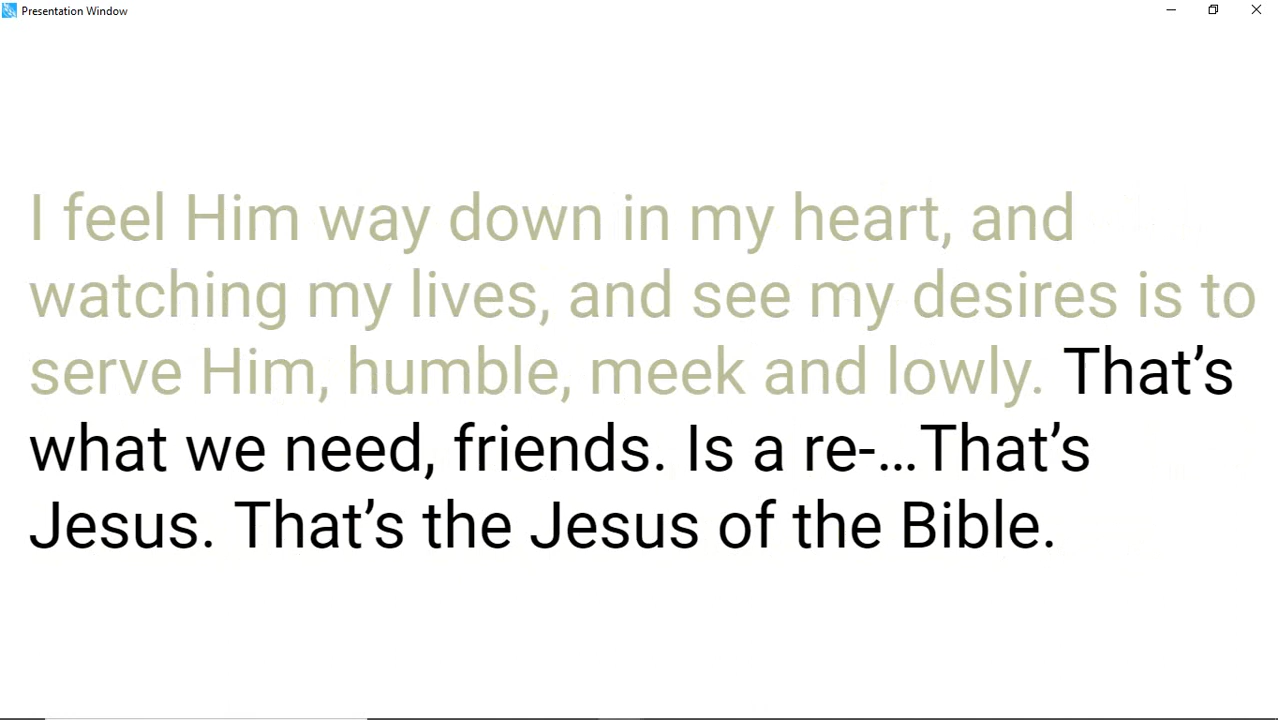 Presentation Window
I feel Him way down in my heart, and
watching my lives, and see my desires is to
serve Him, humble, meek and lowly. That’s
what we need, friends. Is a re-…That’s
Jesus. That’s the Jesus of the Bible.